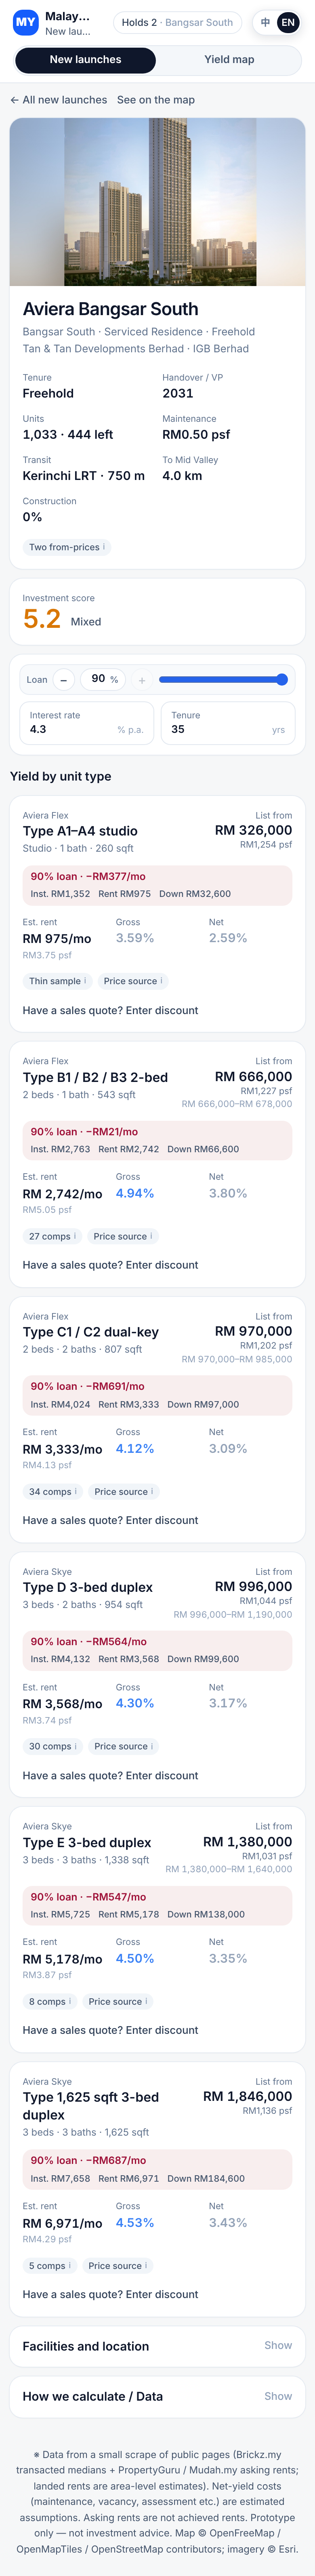 MY
Malay...
New lau...
Holds 2 · Bangsar South
中
EN
New launches
Yield map
← All new launches
See on the map
Aviera Bangsar South
Bangsar South · Serviced Residence · Freehold
Tan & Tan Developments Berhad · IGB Berhad
Tenure
Handover / VP
Freehold
2031
Units
Maintenance
1,033 · 444 left
RM0.50 psf
Transit
To Mid Valley
Kerinchi LRT · 750 m
4.0 km
Construction
0%
Two from-prices i
Investment score
5.2 Mixed
Loan − 90 % +
Interest rate
4.3 % p.a.
Tenure
35 yrs
Yield by unit type
Aviera Flex
List from
Type A1–A4 studio
RM 326,000
Studio · 1 bath · 260 sqft
RM1,254 psf
90% loan · −RM377/mo
Inst. RM1,352 Rent RM975 Down RM32,600
Est. rent Gross Net
RM 975/mo 3.59% 2.59%
RM3.75 psf
Thin sample i Price source i
Have a sales quote? Enter discount
Aviera Flex
List from
Type B1 / B2 / B3 2-bed
RM 666,000
2 beds · 1 bath · 543 sqft
RM1,227 psf
RM 666,000–RM 678,000
90% loan · −RM21/mo
Inst. RM2,763 Rent RM2,742 Down RM66,600
Est. rent Gross Net
RM 2,742/mo 4.94% 3.80%
RM5.05 psf
27 comps i Price source i
Have a sales quote? Enter discount
Aviera Flex
List from
Type C1 / C2 dual-key
RM 970,000
2 beds · 2 baths · 807 sqft
RM1,202 psf
RM 970,000–RM 985,000
90% loan · −RM691/mo
Inst. RM4,024 Rent RM3,333 Down RM97,000
Est. rent Gross Net
RM 3,333/mo 4.12% 3.09%
RM4.13 psf
34 comps i Price source i
Have a sales quote? Enter discount
Aviera Skye
List from
Type D 3-bed duplex
RM 996,000
3 beds · 2 baths · 954 sqft
RM1,044 psf
RM 996,000–RM 1,190,000
90% loan · −RM564/mo
Inst. RM4,132 Rent RM3,568 Down RM99,600
Est. rent Gross Net
RM 3,568/mo 4.30% 3.17%
RM3.74 psf
30 comps i Price source i
Have a sales quote? Enter discount
Aviera Skye
List from
Type E 3-bed duplex
RM 1,380,000
3 beds · 3 baths · 1,338 sqft
RM1,031 psf
RM 1,380,000–RM 1,640,000
90% loan · −RM547/mo
Inst. RM5,725 Rent RM5,178 Down RM138,000
Est. rent Gross Net
RM 5,178/mo 4.50% 3.35%
RM3.87 psf
8 comps i Price source i
Have a sales quote? Enter discount
Aviera Skye
List from
Type 1,625 sqft 3-bed
duplex
RM 1,846,000
RM1,136 psf
3 beds · 3 baths · 1,625 sqft
90% loan · −RM687/mo
Inst. RM7,658 Rent RM6,971 Down RM184,600
Est. rent Gross Net
RM 6,971/mo 4.53% 3.43%
RM4.29 psf
5 comps i Price source i
Have a sales quote? Enter discount
Facilities and location Show
How we calculate / Data Show
※ Data from a small scrape of public pages (Brickz.my
transacted medians + PropertyGuru / Mudah.my asking rents;
landed rents are area-level estimates). Net-yield costs
(maintenance, vacancy, assessment etc.) are estimated
assumptions. Asking rents are not achieved rents. Prototype
only — not investment advice. Map © OpenFreeMap /
OpenMapTiles / OpenStreetMap contributors; imagery © Esri.